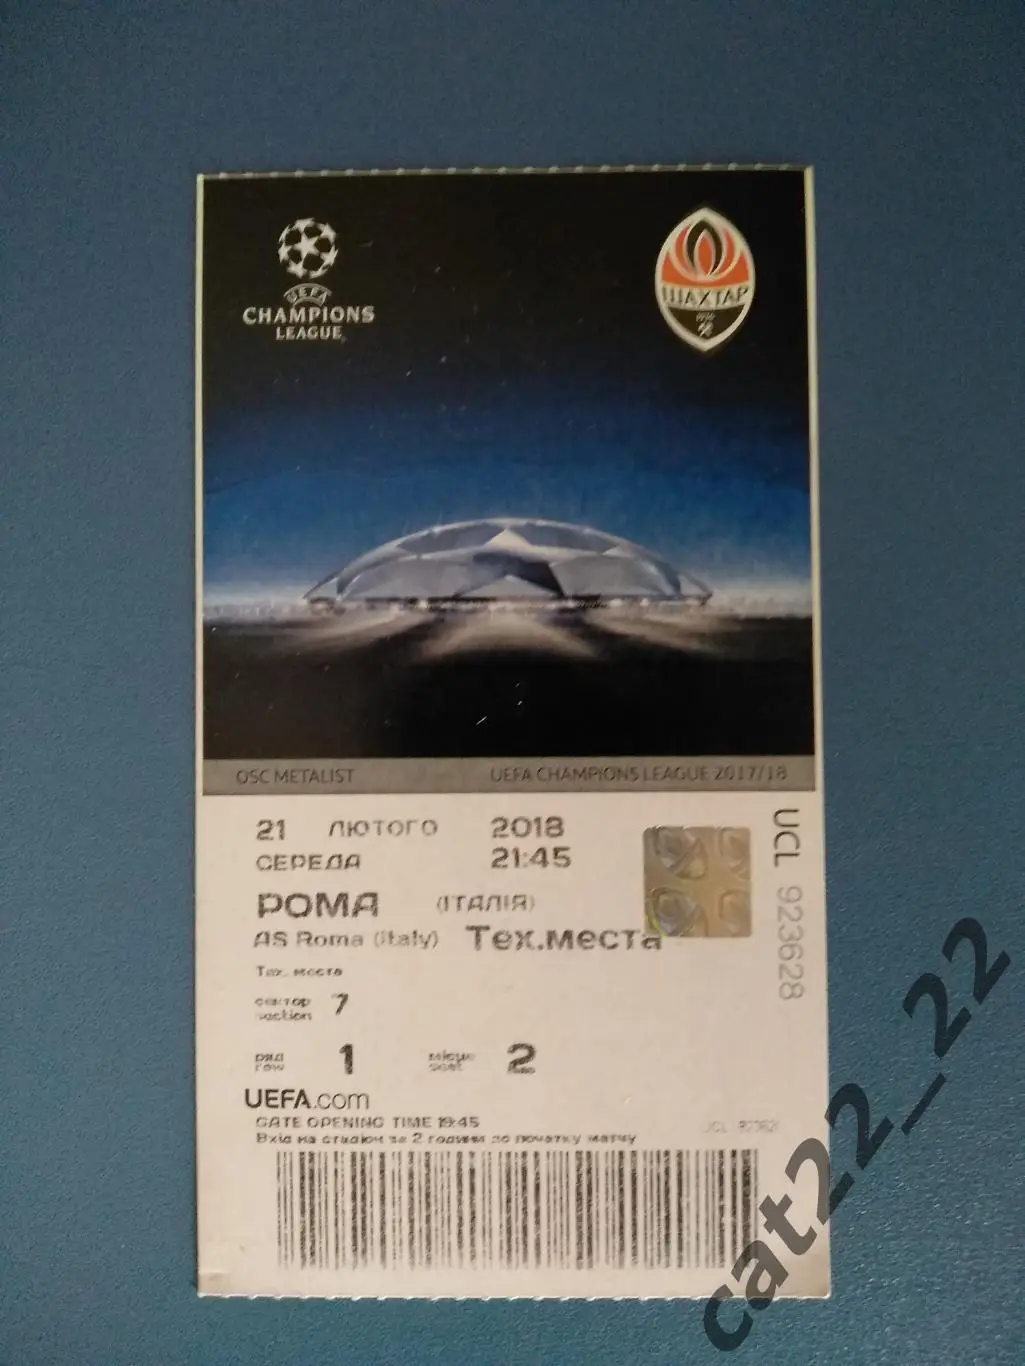 UEFA
CHAMPIONS
LEAGUE
ШАХТАР
1936
OSC METALIST
UEFA CHAMPIONS LEAGUE 2017/18
21 ЛЮТОГО 2018
СЕРЕДА 21:45
РОМА (ІТАЛІЯ)
AS Roma (Italy) Тех.места
Тех. места
сектор 7
section
ряд 1 місце 2
row seat
UEFA.com
GATE OPENING TIME 19:45
Вхід на стадіон за 2 години до початку матчу
UCL 923628
cat22_22